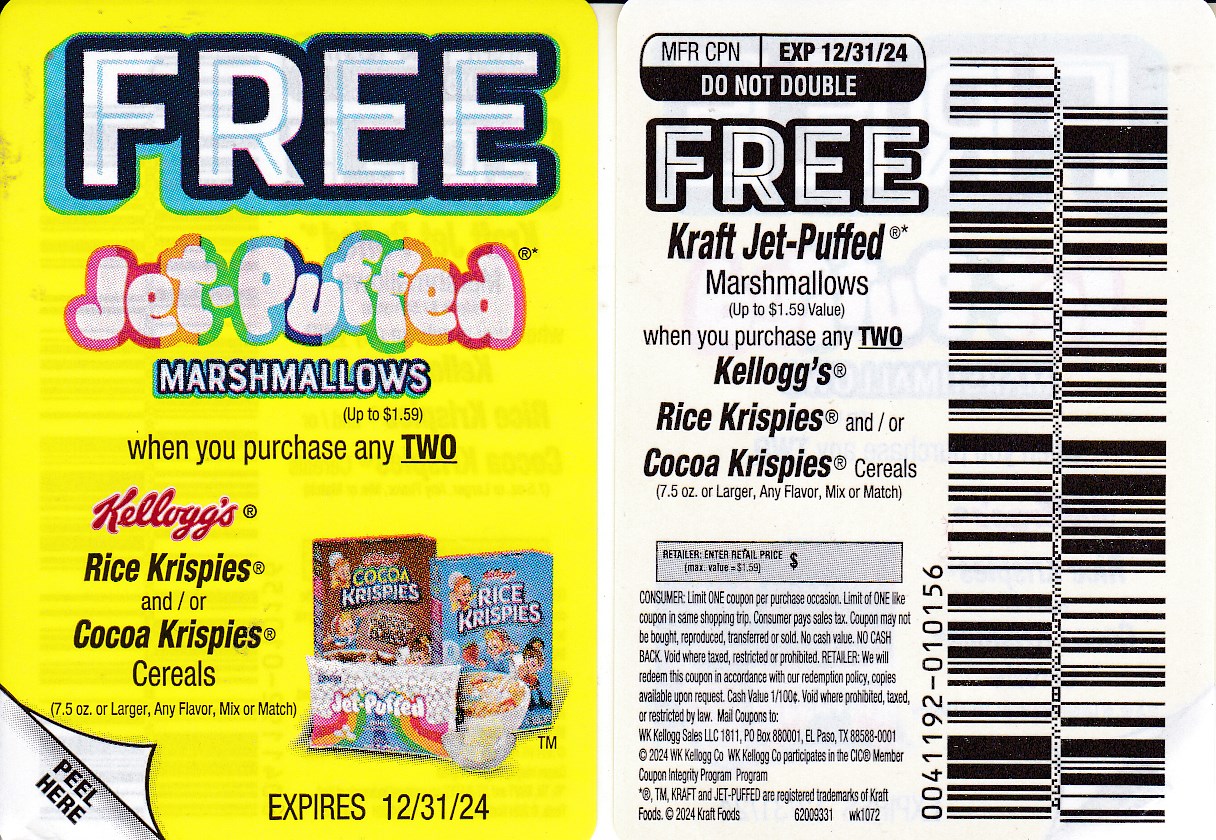 FREE
Jet-Puffed®*
MARSHMALLOWS
(Up to $1.59)
when you purchase any TWO
Kellogg's®
Rice Krispies®
and / or
Cocoa Krispies®
Cereals
(7.5 oz. or Larger, Any Flavor, Mix or Match)
COCOA
KRISPIES
Kellogg's
RICE
KRISPIES
Jet-Puffed
TM
PEEL
HERE
EXPIRES 12/31/24
MFR CPN EXP 12/31/24
DO NOT DOUBLE
FREE
Kraft Jet-Puffed®*
Marshmallows
(Up to $1.59 Value)
when you purchase any TWO
Kellogg's®
Rice Krispies® and / or
Cocoa Krispies® Cereals
(7.5 oz. or Larger, Any Flavor, Mix or Match)
RETAILER: ENTER RETAIL PRICE $
(max. value = $1.59)
CONSUMER: Limit ONE coupon per purchase occasion. Limit of ONE like
coupon in same shopping trip. Consumer pays sales tax. Coupon may not
be bought, reproduced, transferred or sold. No cash value. NO CASH
BACK. Void where taxed, restricted or prohibited. RETAILER: We will
redeem this coupon in accordance with our redemption policy, copies
available upon request. Cash Value 1/100¢. Void where prohibited, taxed,
or restricted by law. Mail Coupons to:
WK Kellogg Sales LLC 1811, PO Box 880001, EL Paso, TX 88588-0001
© 2024 WK Kellogg Co WK Kellogg Co participates in the CIC® Member
Coupon Integrity Program Program
*®, TM, KRAFT and JET-PUFFED are registered trademarks of Kraft
Foods. © 2024 Kraft Foods 62009331 wk1072
0041192-010156